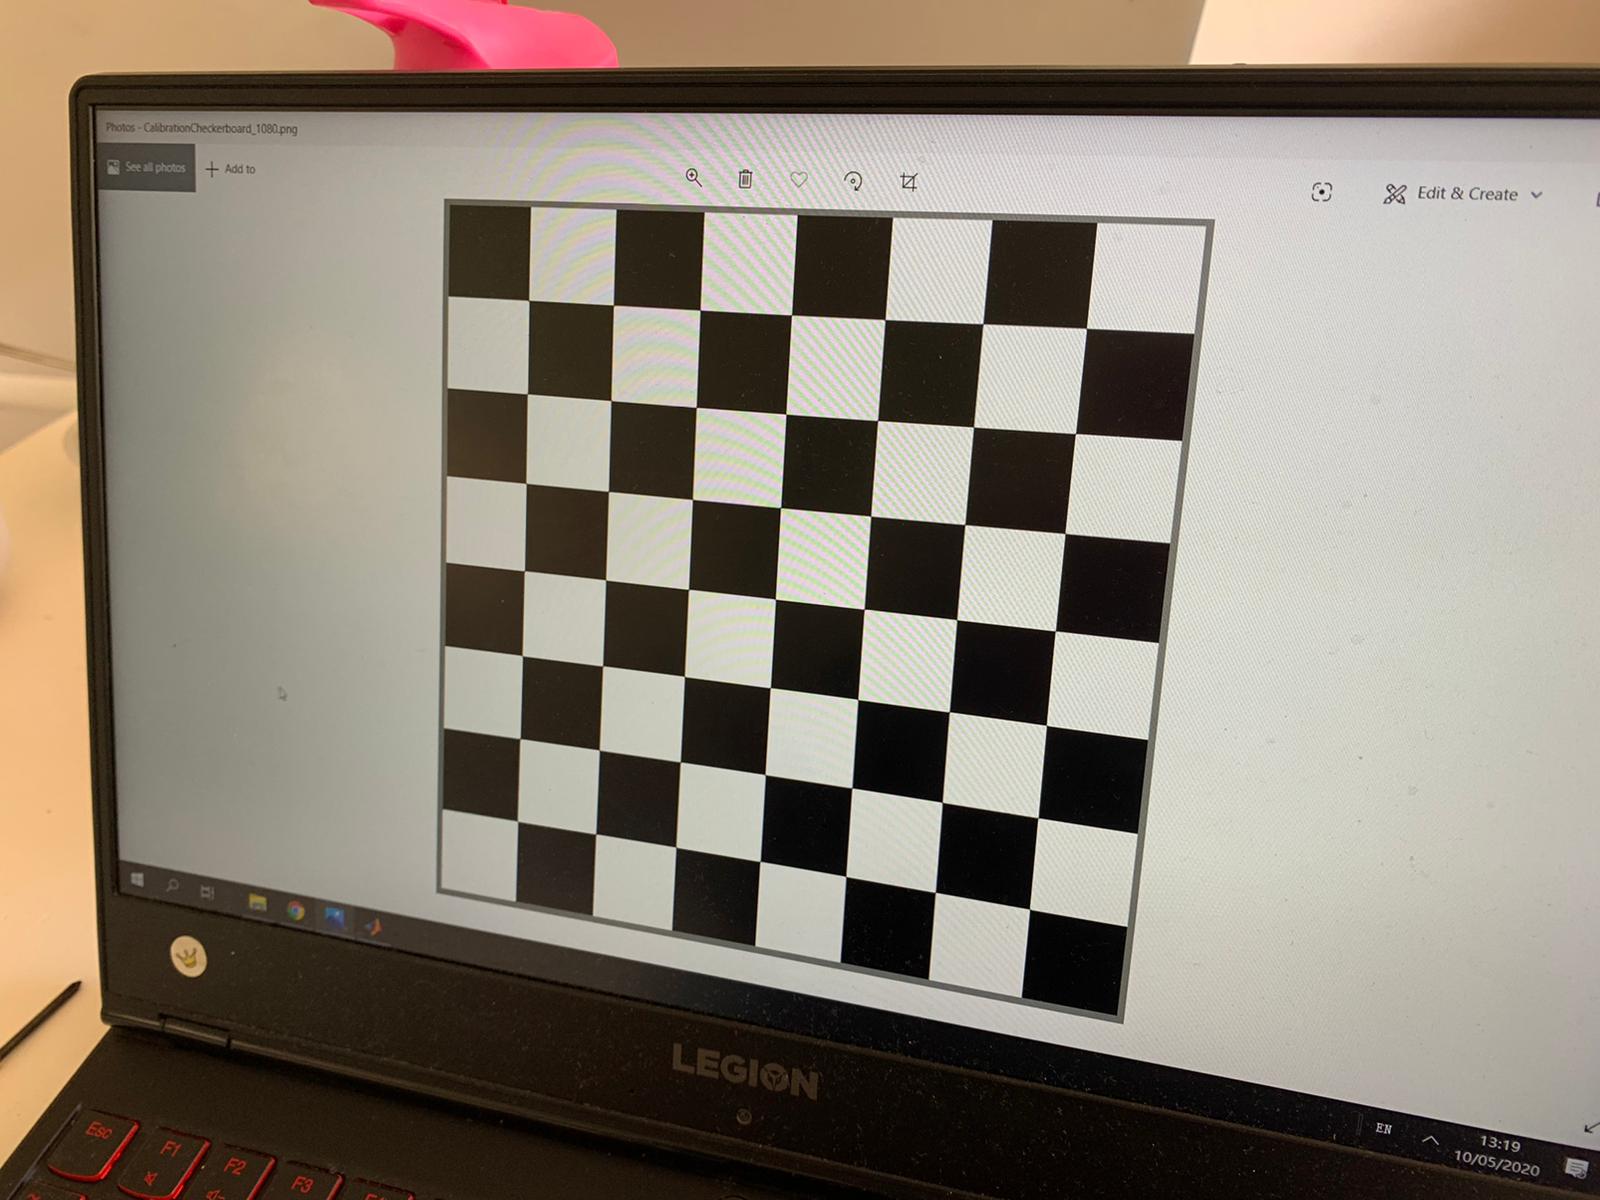 Photos - CalibrationCheckerboard_1080.png
See all photos
Add to
Edit & Create
LEGION
EN
13:19
10/05/2020
Esc
F1
F2
F3